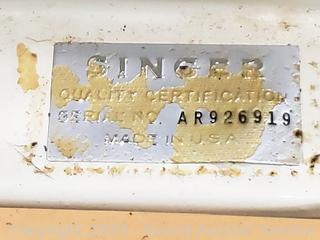 SINGER
QUALITY CERTIFICATION
SERIAL NO. AR926919
MADE IN U.S.A.